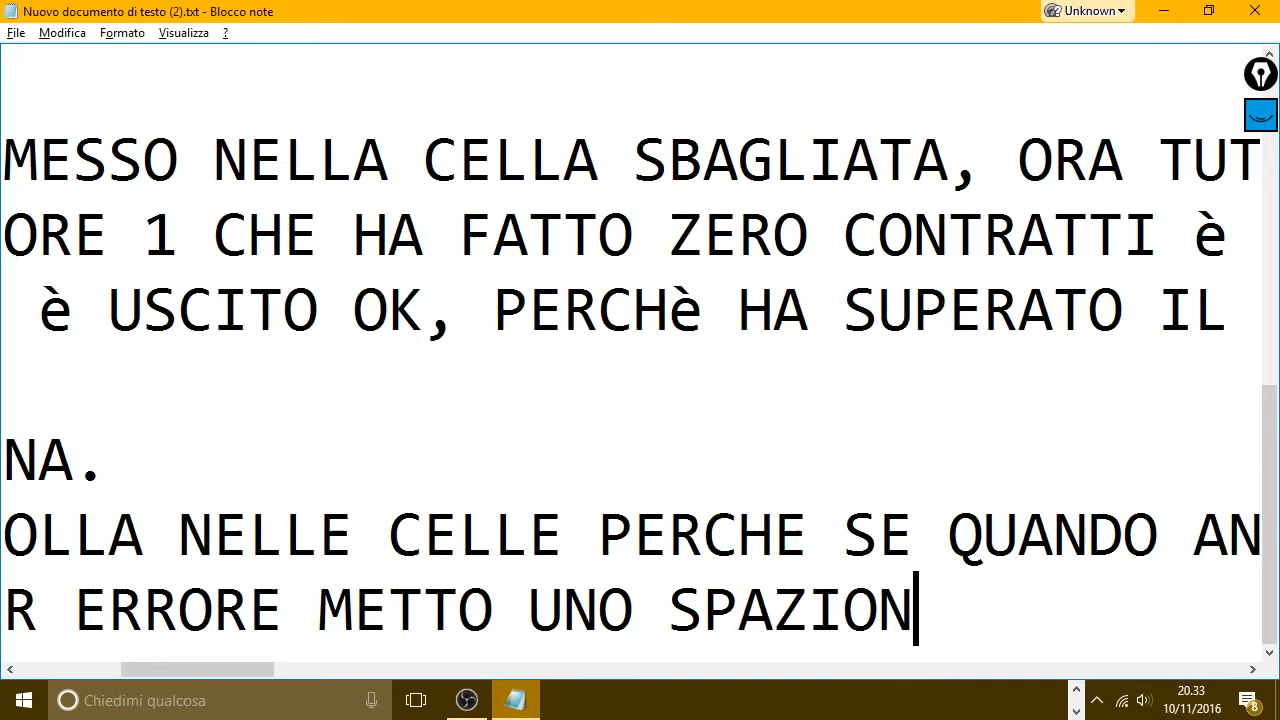 Nuovo documento di testo (2).txt - Blocco note
Unknown
File Modifica Formato Visualizza ?
MESSO NELLA CELLA SBAGLIATA, ORA TUT
ORE 1 CHE HA FATTO ZERO CONTRATTI è
è USCITO OK, PERCHè HA SUPERATO IL
NA.
OLLA NELLE CELLE PERCHE SE QUANDO AN
R ERRORE METTO UNO SPAZION
Chiedimi qualcosa
20.33
10/11/2016
8